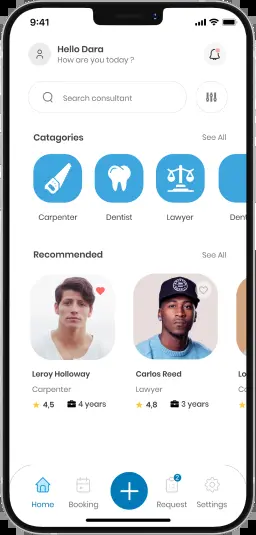 9:41
Hello Dara
How are you today ?
Search consultant
Catagories
See All
Carpenter
Dentist
Lawyer
Dent
Recommended
See All
Leroy Holloway
Carlos Reed
Lo
Carpenter
Lawyer
Ca
4,5
4 years
4,8
3 years
2
Home
Booking
Request
Settings